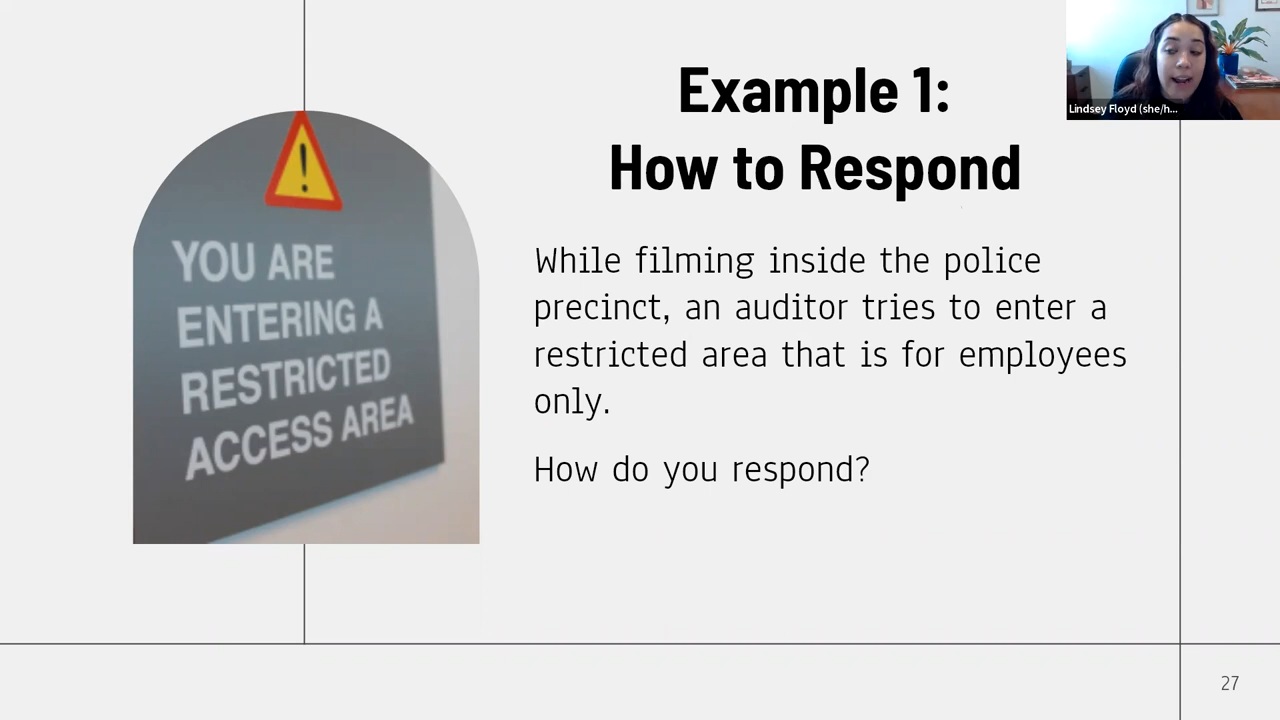 Example 1:
How to Respond
Lindsey Floyd (she/h...
YOU ARE
ENTERING A
RESTRICTED
ACCESS AREA
While filming inside the police
precinct, an auditor tries to enter a
restricted area that is for employees
only.
How do you respond?
27